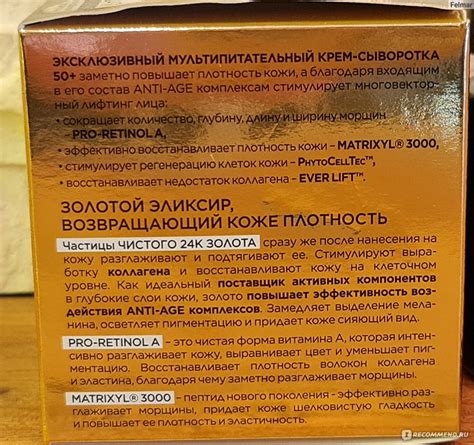 Felmar
ЭКСКЛЮЗИВНЫЙ МУЛЬТИПИТАТЕЛЬНЫЙ КРЕМ-СЫВОРОТКА
50+ заметно повышает плотность кожи, а благодаря входящим
в его состав ANTI-AGE комплексам стимулирует многовектор-
ный лифтинг лица:
• сокращает количество, глубину, длину и ширину морщин
– PRO-RETINOL A,
• эффективно восстанавливает плотность кожи – MATRIXYL® 3000,
• стимулирует регенерацию клеток кожи – PHYTOCELLTEC™,
• восстанавливает недостаток коллагена – EVER LIFT™.
ЗОЛОТОЙ ЭЛИКСИР,
ВОЗВРАЩАЮЩИЙ КОЖЕ ПЛОТНОСТЬ
Частицы ЧИСТОГО 24К ЗОЛОТА сразу же после нанесения на
кожу разглаживают и подтягивают ее. Стимулируют выра-
ботку коллагена и восстанавливают кожу на клеточном
уровне. Как идеальный поставщик активных компонентов
в глубокие слои кожи, золото повышает эффективность воз-
действия ANTI-AGE комплексов. Замедляет выделение мела-
нина, осветляет пигментацию и придает коже сияющий вид.
PRO-RETINOL A – это чистая форма витамина А, которая интен-
сивно разглаживает кожу, выравнивает цвет и уменьшает пиг-
ментацию. Восстанавливает плотность волокон коллагена
и эластина, благодаря чему заметно разглаживает морщины.
MATRIXYL® 3000 – пептид нового поколения - эффективно раз-
глаживает морщины, придает коже шелковистую гладкость
и повышает ее плотность и эластичность.
IRECOMMEND.RU